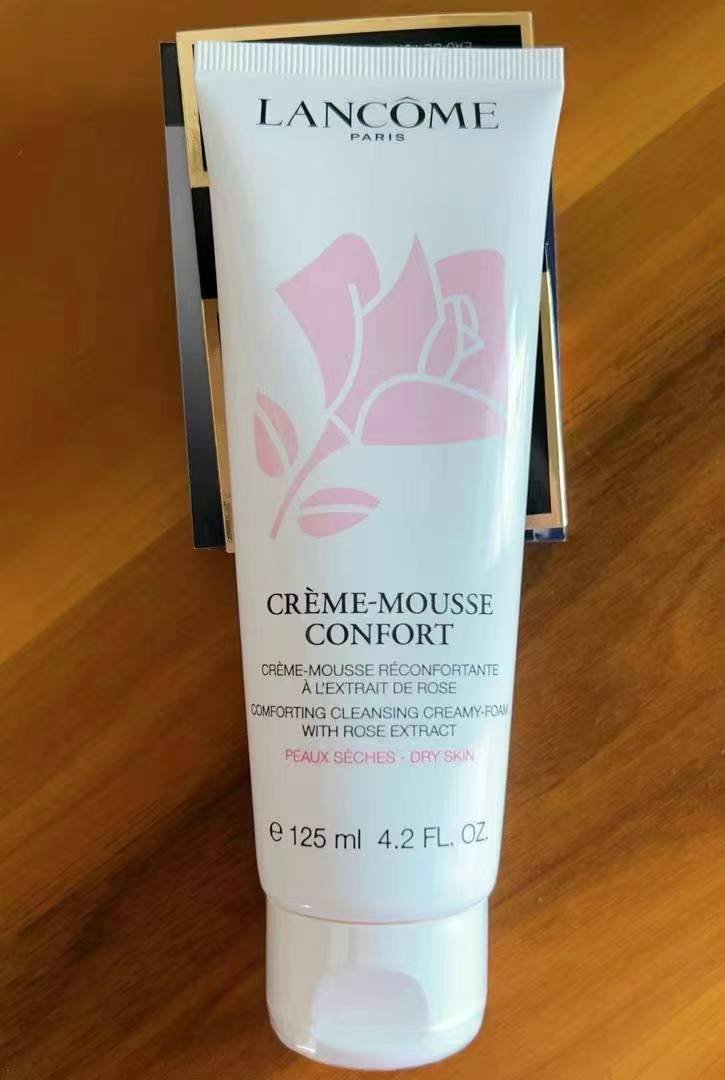 LANCÔME
PARIS
CRÈME-MOUSSE
CONFORT
CRÈME-MOUSSE RÉCONFORTANTE
À L'EXTRAIT DE ROSE
COMFORTING CLEANSING CREAMY-FOAM
WITH ROSE EXTRACT
PEAUX SÈCHES - DRY SKIN
e 125 ml 4.2 FL. OZ.